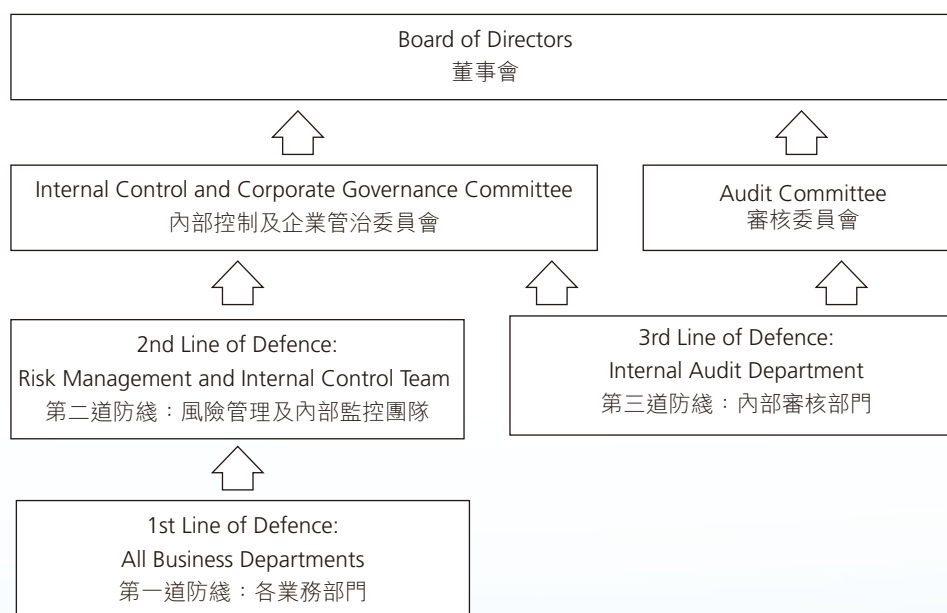 Board of Directors
董事會
Internal Control and Corporate Governance Committee
內部控制及企業管治委員會
Audit Committee
審核委員會
2nd Line of Defence:
Risk Management and Internal Control Team
第二道防綫：風險管理及內部監控團隊
3rd Line of Defence:
Internal Audit Department
第三道防綫：內部審核部門
1st Line of Defence:
All Business Departments
第一道防綫：各業務部門